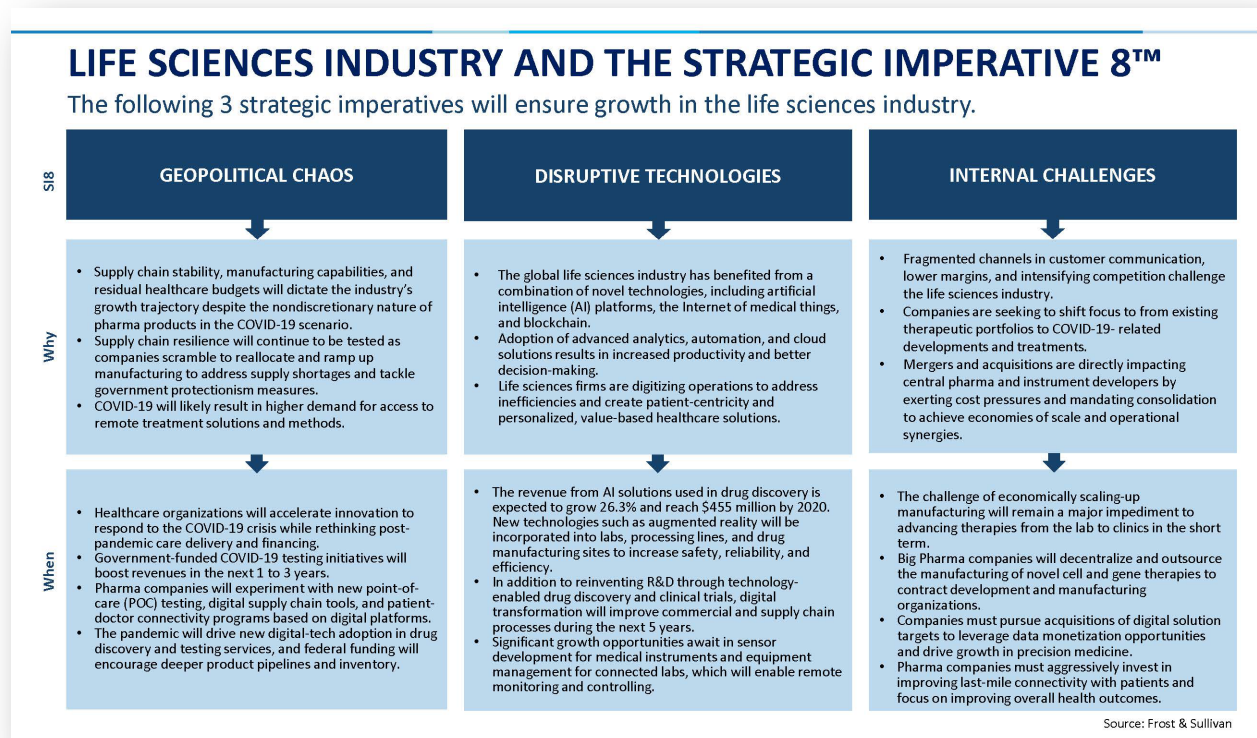 LIFE SCIENCES INDUSTRY AND THE STRATEGIC IMPERATIVE 8™
The following 3 strategic imperatives will ensure growth in the life sciences industry.
SI8
GEOPOLITICAL CHAOS
DISRUPTIVE TECHNOLOGIES
INTERNAL CHALLENGES
Why
• Supply chain stability, manufacturing capabilities, and
residual healthcare budgets will dictate the industry's
growth trajectory despite the nondiscretionary nature of
pharma products in the COVID-19 scenario.
• Supply chain resilience will continue to be tested as
companies scramble to reallocate and ramp up
manufacturing to address supply shortages and tackle
government protectionism measures.
• COVID-19 will likely result in higher demand for access to
remote treatment solutions and methods.
• The global life sciences industry has benefited from a
combination of novel technologies, including artificial
intelligence (AI) platforms, the Internet of medical things,
and blockchain.
• Adoption of advanced analytics, automation, and cloud
solutions results in increased productivity and better
decision-making.
• Life sciences firms are digitizing operations to address
inefficiencies and create patient-centricity and
personalized, value-based healthcare solutions.
• Fragmented channels in customer communication,
lower margins, and intensifying competition challenge
the life sciences industry.
• Companies are seeking to shift focus to from existing
therapeutic portfolios to COVID-19- related
developments and treatments.
• Mergers and acquisitions are directly impacting
central pharma and instrument developers by
exerting cost pressures and mandating consolidation
to achieve economies of scale and operational
synergies.
When
• Healthcare organizations will accelerate innovation to
respond to the COVID-19 crisis while rethinking post-
pandemic care delivery and financing.
• Government-funded COVID-19 testing initiatives will
boost revenues in the next 1 to 3 years.
• Pharma companies will experiment with new point-of-
care (POC) testing, digital supply chain tools, and patient-
doctor connectivity programs based on digital platforms.
• The pandemic will drive new digital-tech adoption in drug
discovery and testing services, and federal funding will
encourage deeper product pipelines and inventory.
• The revenue from AI solutions used in drug discovery is
expected to grow 26.3% and reach $455 million by 2020.
New technologies such as augmented reality will be
incorporated into labs, processing lines, and drug
manufacturing sites to increase safety, reliability, and
efficiency.
• In addition to reinventing R&D through technology-
enabled drug discovery and clinical trials, digital
transformation will improve commercial and supply chain
processes during the next 5 years.
• Significant growth opportunities await in sensor
development for medical instruments and equipment
management for connected labs, which will enable remote
monitoring and controlling.
• The challenge of economically scaling-up
manufacturing will remain a major impediment to
advancing therapies from the lab to clinics in the short
term.
• Big Pharma companies will decentralize and outsource
the manufacturing of novel cell and gene therapies to
contract development and manufacturing
organizations.
• Companies must pursue acquisitions of digital solution
targets to leverage data monetization opportunities
and drive growth in precision medicine.
• Pharma companies must aggressively invest in
improving last-mile connectivity with patients and
focus on improving overall health outcomes.
Source: Frost & Sullivan